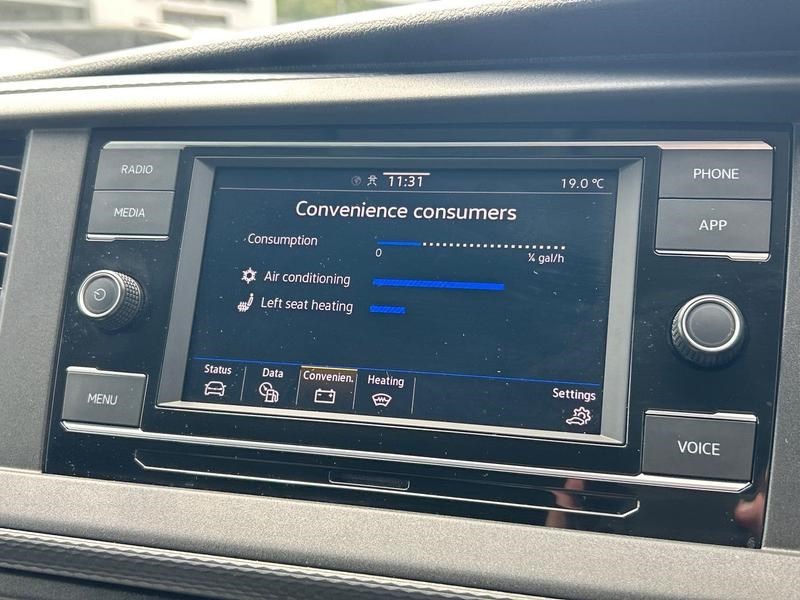 RADIO
MEDIA
MENU
11:31
19.0 °C
Convenience consumers
Consumption
0
¼ gal/h
Air conditioning
Left seat heating
Status
Data
Convenien.
Heating
Settings
PHONE
APP
VOICE